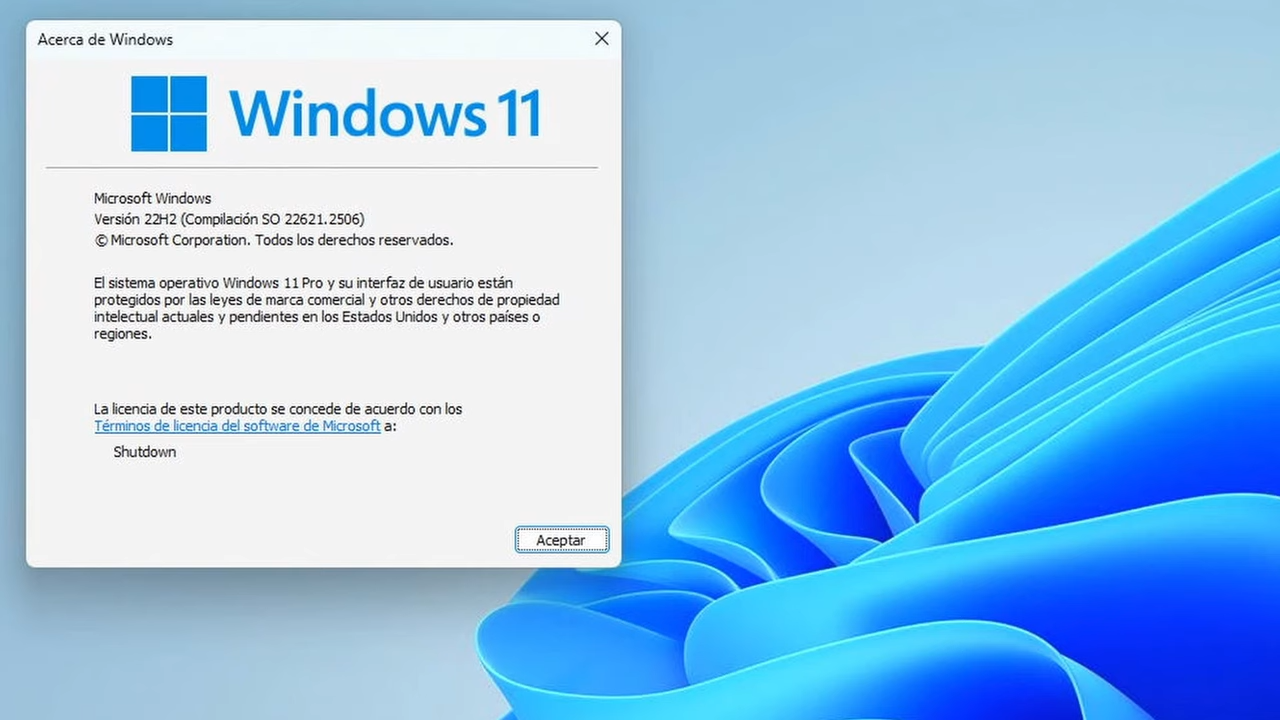 Acerca de Windows
Windows 11
Microsoft Windows
Versión 22H2 (Compilación SO 22621.2506)
© Microsoft Corporation. Todos los derechos reservados.
El sistema operativo Windows 11 Pro y su interfaz de usuario están
protegidos por las leyes de marca comercial y otros derechos de propiedad
intelectual actuales y pendientes en los Estados Unidos y otros países o
regiones.
La licencia de este producto se concede de acuerdo con los
Términos de licencia del software de Microsoft a:
Shutdown
Aceptar